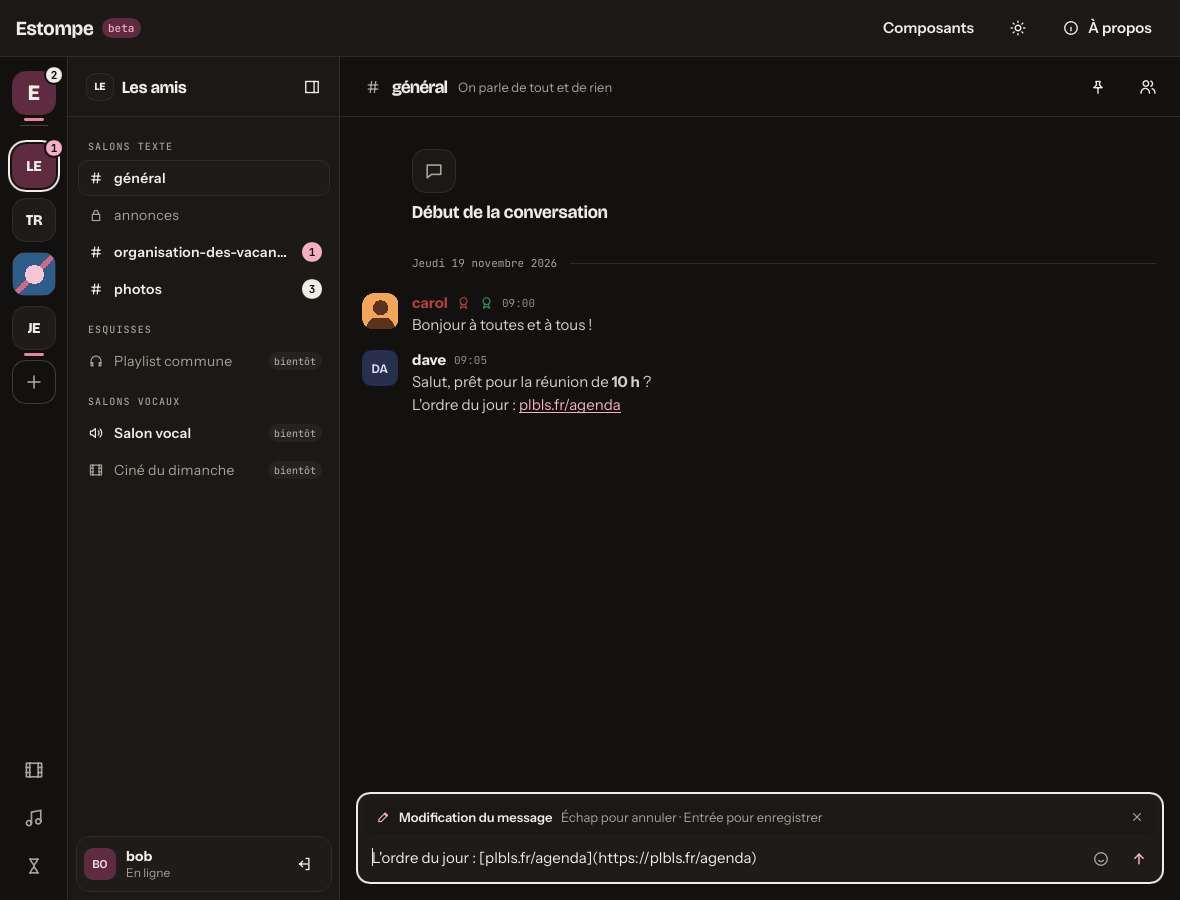 Estompe beta
Composants
À propos
E 2
LE 1
TR
JE
LE Les amis
SALONS TEXTE
# général
annonces
# organisation-des-vacan... 1
# photos 3
ESQUISSES
Playlist commune bientôt
SALONS VOCAUX
Salon vocal bientôt
Ciné du dimanche bientôt
BO bob
En ligne
# général On parle de tout et de rien
Début de la conversation
Jeudi 19 novembre 2026
carol 09:00
Bonjour à toutes et à tous !
DA dave 09:05
Salut, prêt pour la réunion de 10 h ?
L'ordre du jour : plbls.fr/agenda
Modification du message Échap pour annuler · Entrée pour enregistrer
L'ordre du jour : [plbls.fr/agenda](https://plbls.fr/agenda)